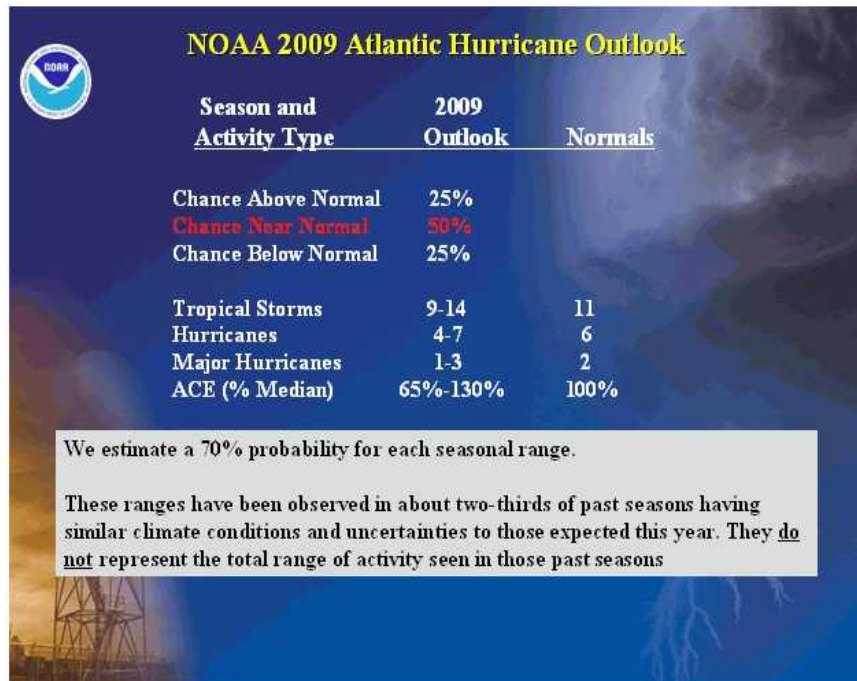 NOAA
NOAA 2009 Atlantic Hurricane Outlook
Season and 2009
Activity Type Outlook Normals
Chance Above Normal 25%
Chance Near Normal 50%
Chance Below Normal 25%
Tropical Storms 9-14 11
Hurricanes 4-7 6
Major Hurricanes 1-3 2
ACE (% Median) 65%-130% 100%
We estimate a 70% probability for each seasonal range.
These ranges have been observed in about two-thirds of past seasons having
similar climate conditions and uncertainties to those expected this year. They do
not represent the total range of activity seen in those past seasons